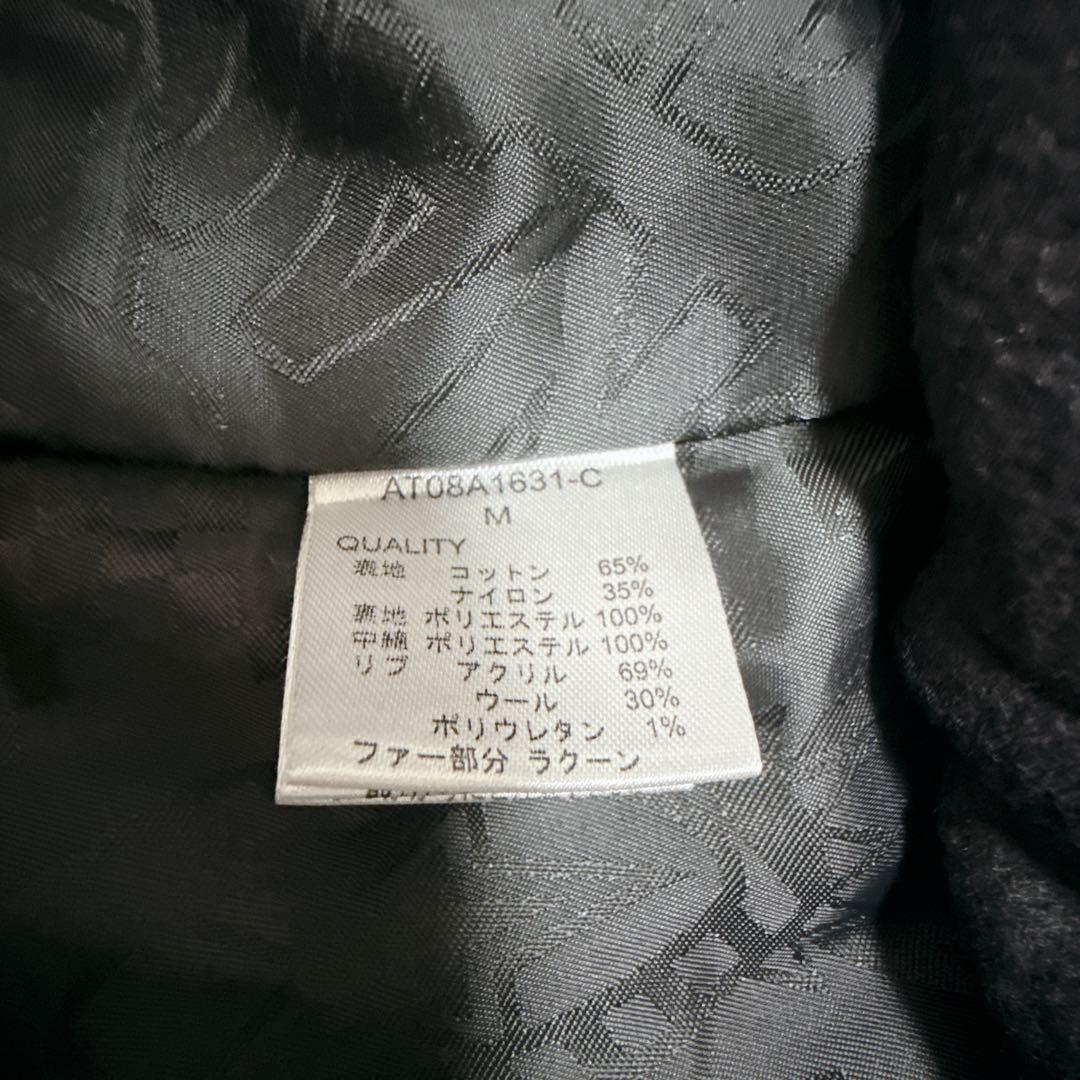 AT08A1631-C
M
QUALITY
表地 コットン 65%
ナイロン 35%
裏地 ポリエステル 100%
中綿 ポリエステル 100%
リブ アクリル 69%
ウール 30%
ポリウレタン 1%
ファー部分 ラクーン